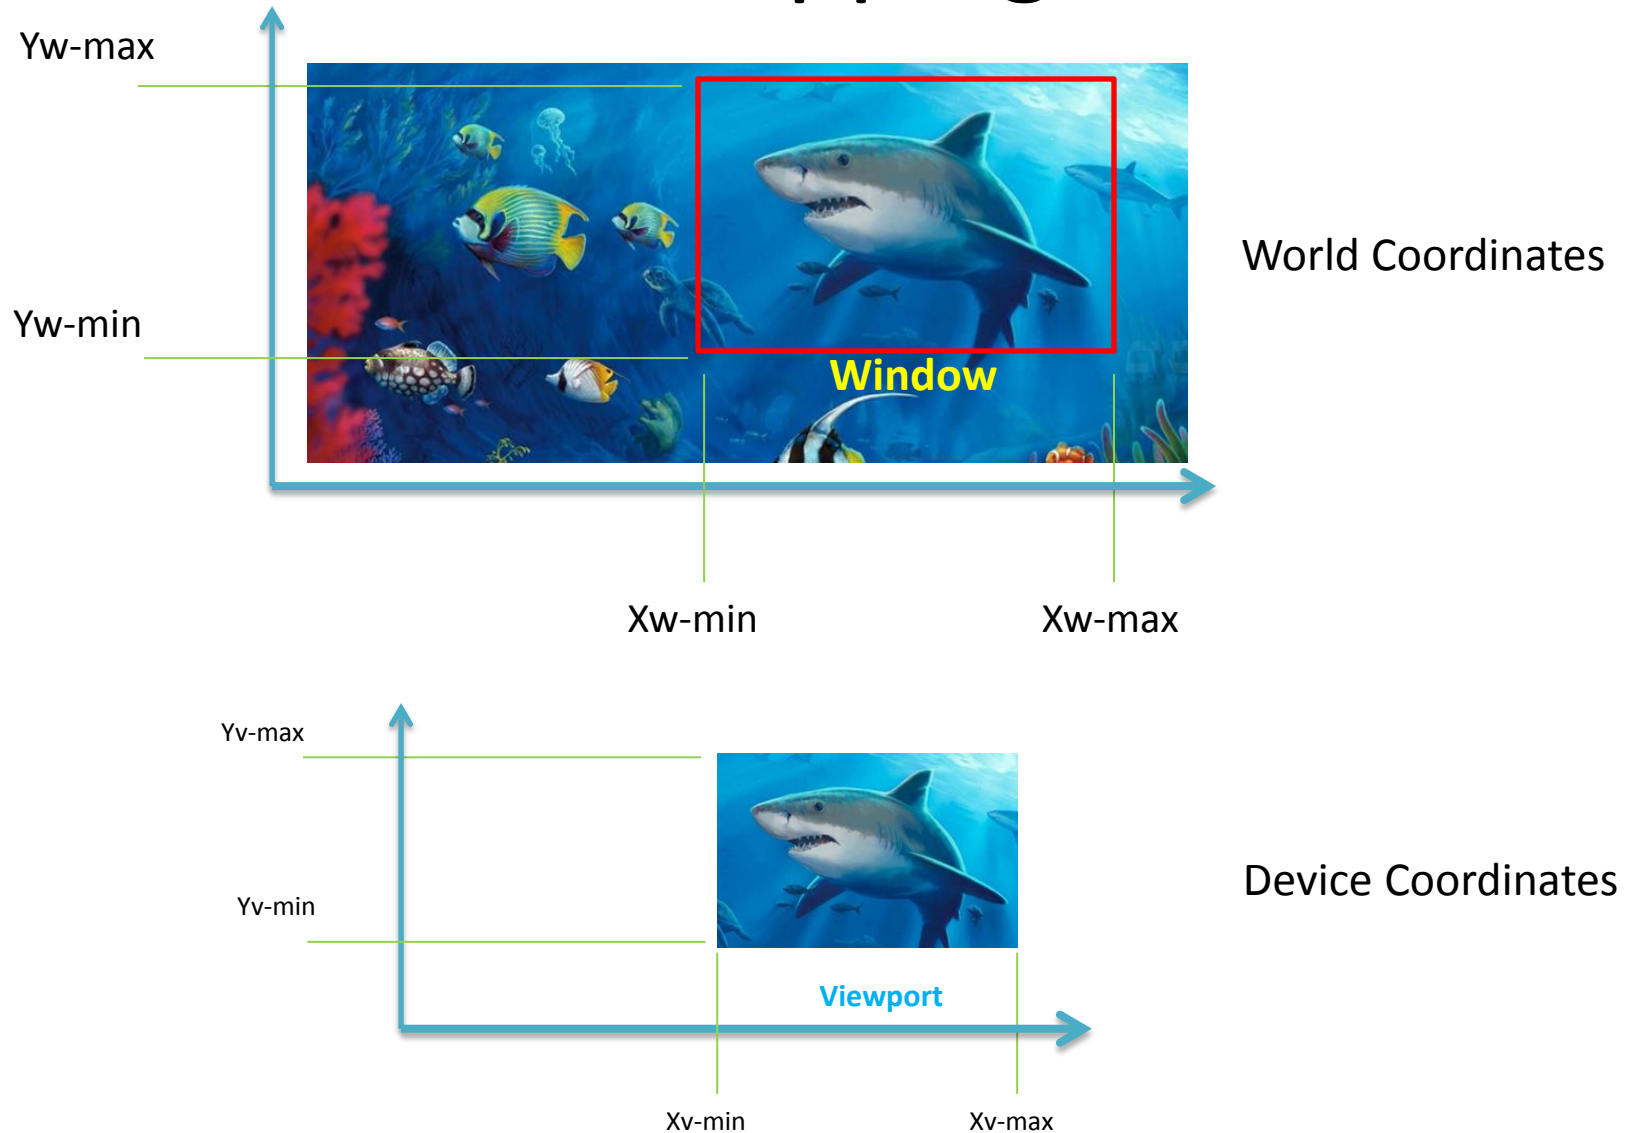 Yw-max
World Coordinates
Yw-min
Window
Xw-min
Xw-max
Yv-max
Device Coordinates
Yv-min
Viewport
Xv-min
Xv-max